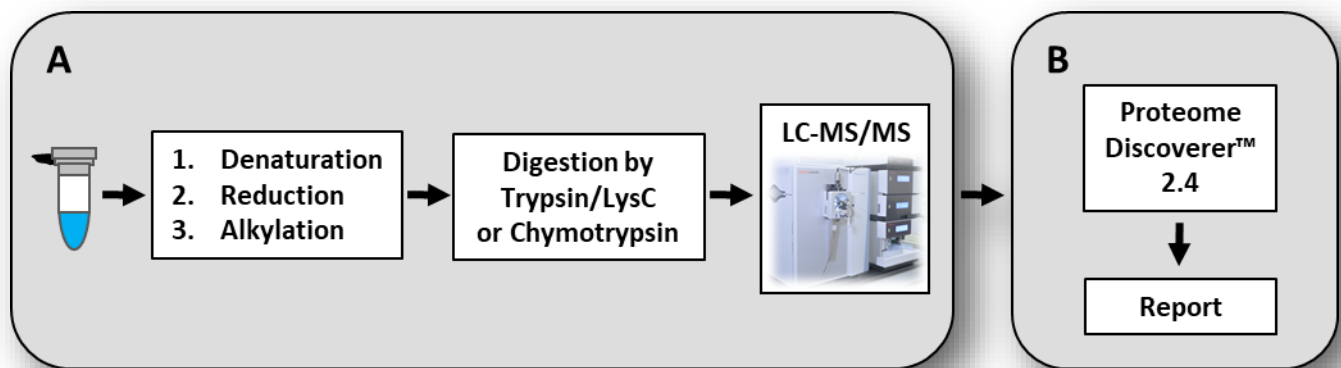 A
1. Denaturation
2. Reduction
3. Alkylation
Digestion by
Trypsin/LysC
or Chymotrypsin
LC-MS/MS
B
Proteome
Discoverer™
2.4
Report